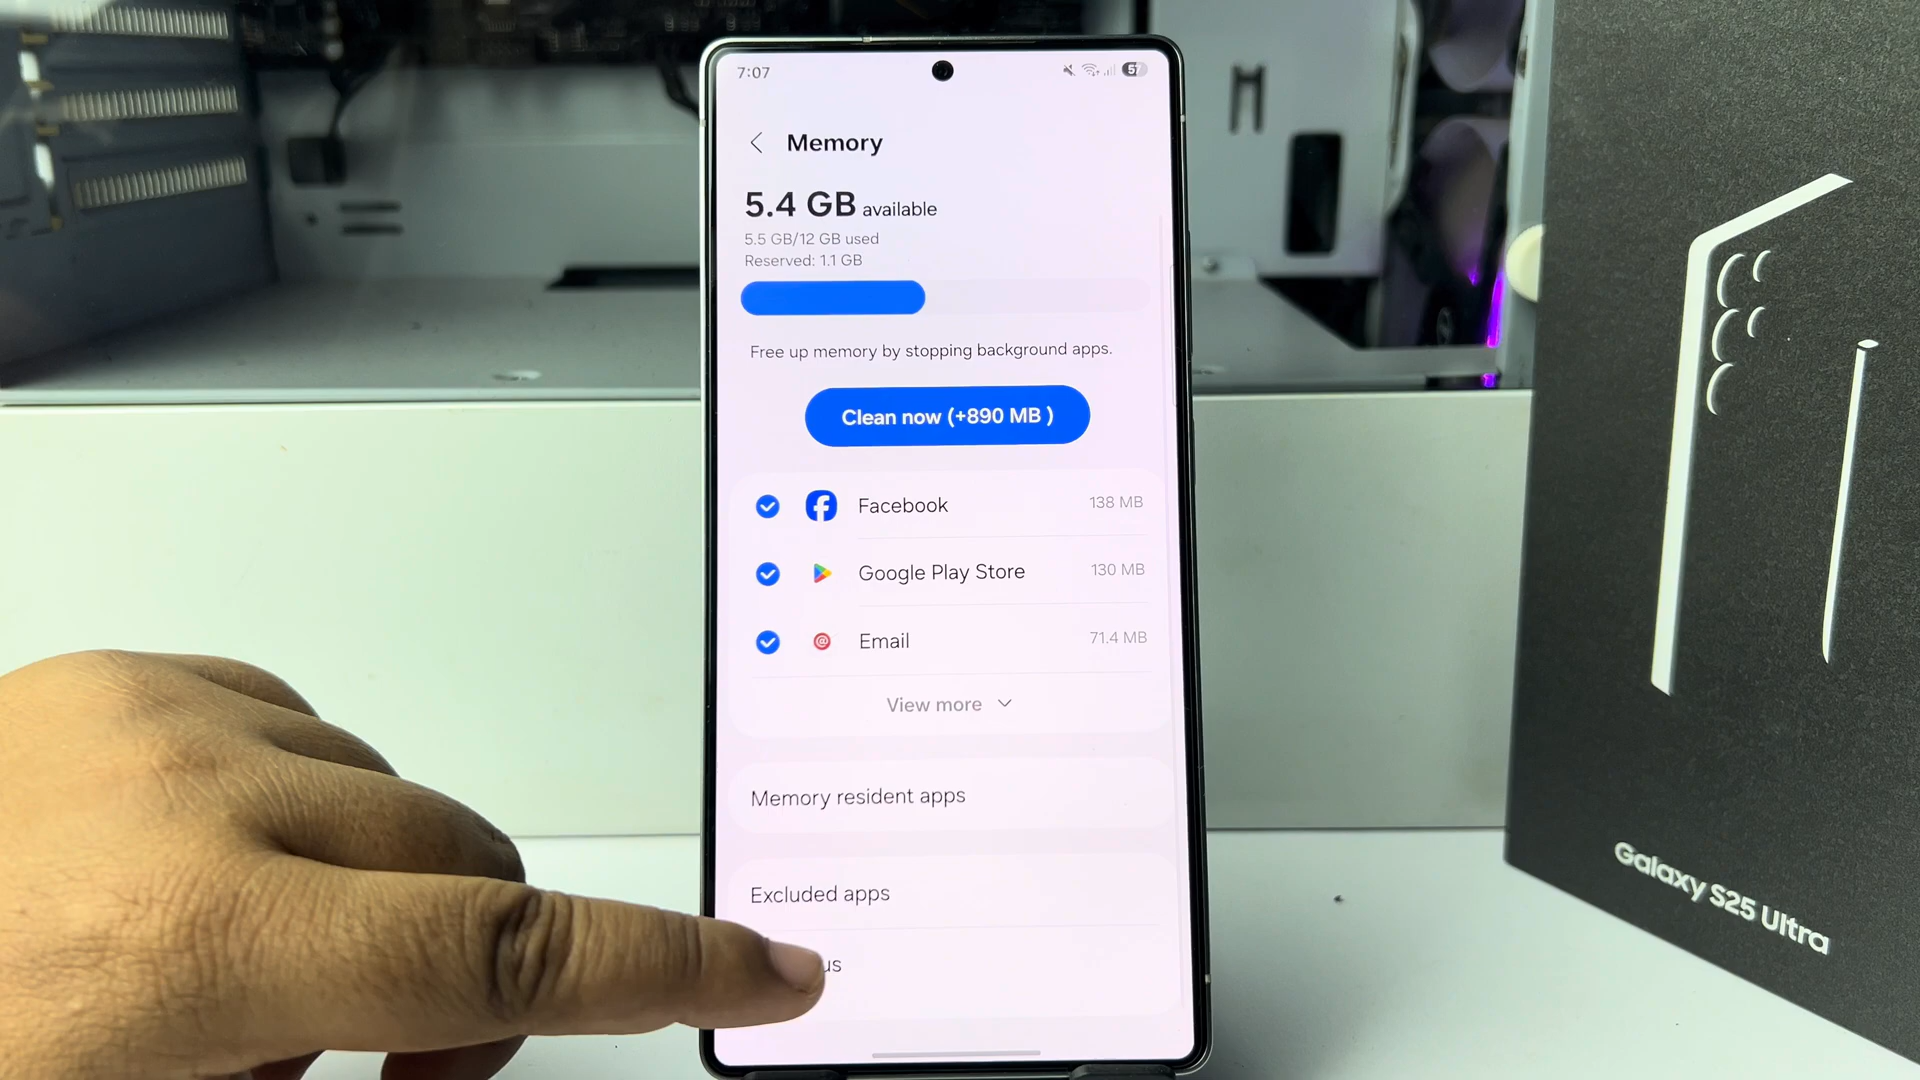 7:07
57
Memory
5.4 GB available
5.5 GB/12 GB used
Reserved: 1.1 GB
Free up memory by stopping background apps.
Clean now (+890 MB )
Facebook 138 MB
Google Play Store 130 MB
Email 71.4 MB
View more
Memory resident apps
Excluded apps
Galaxy S25 Ultra